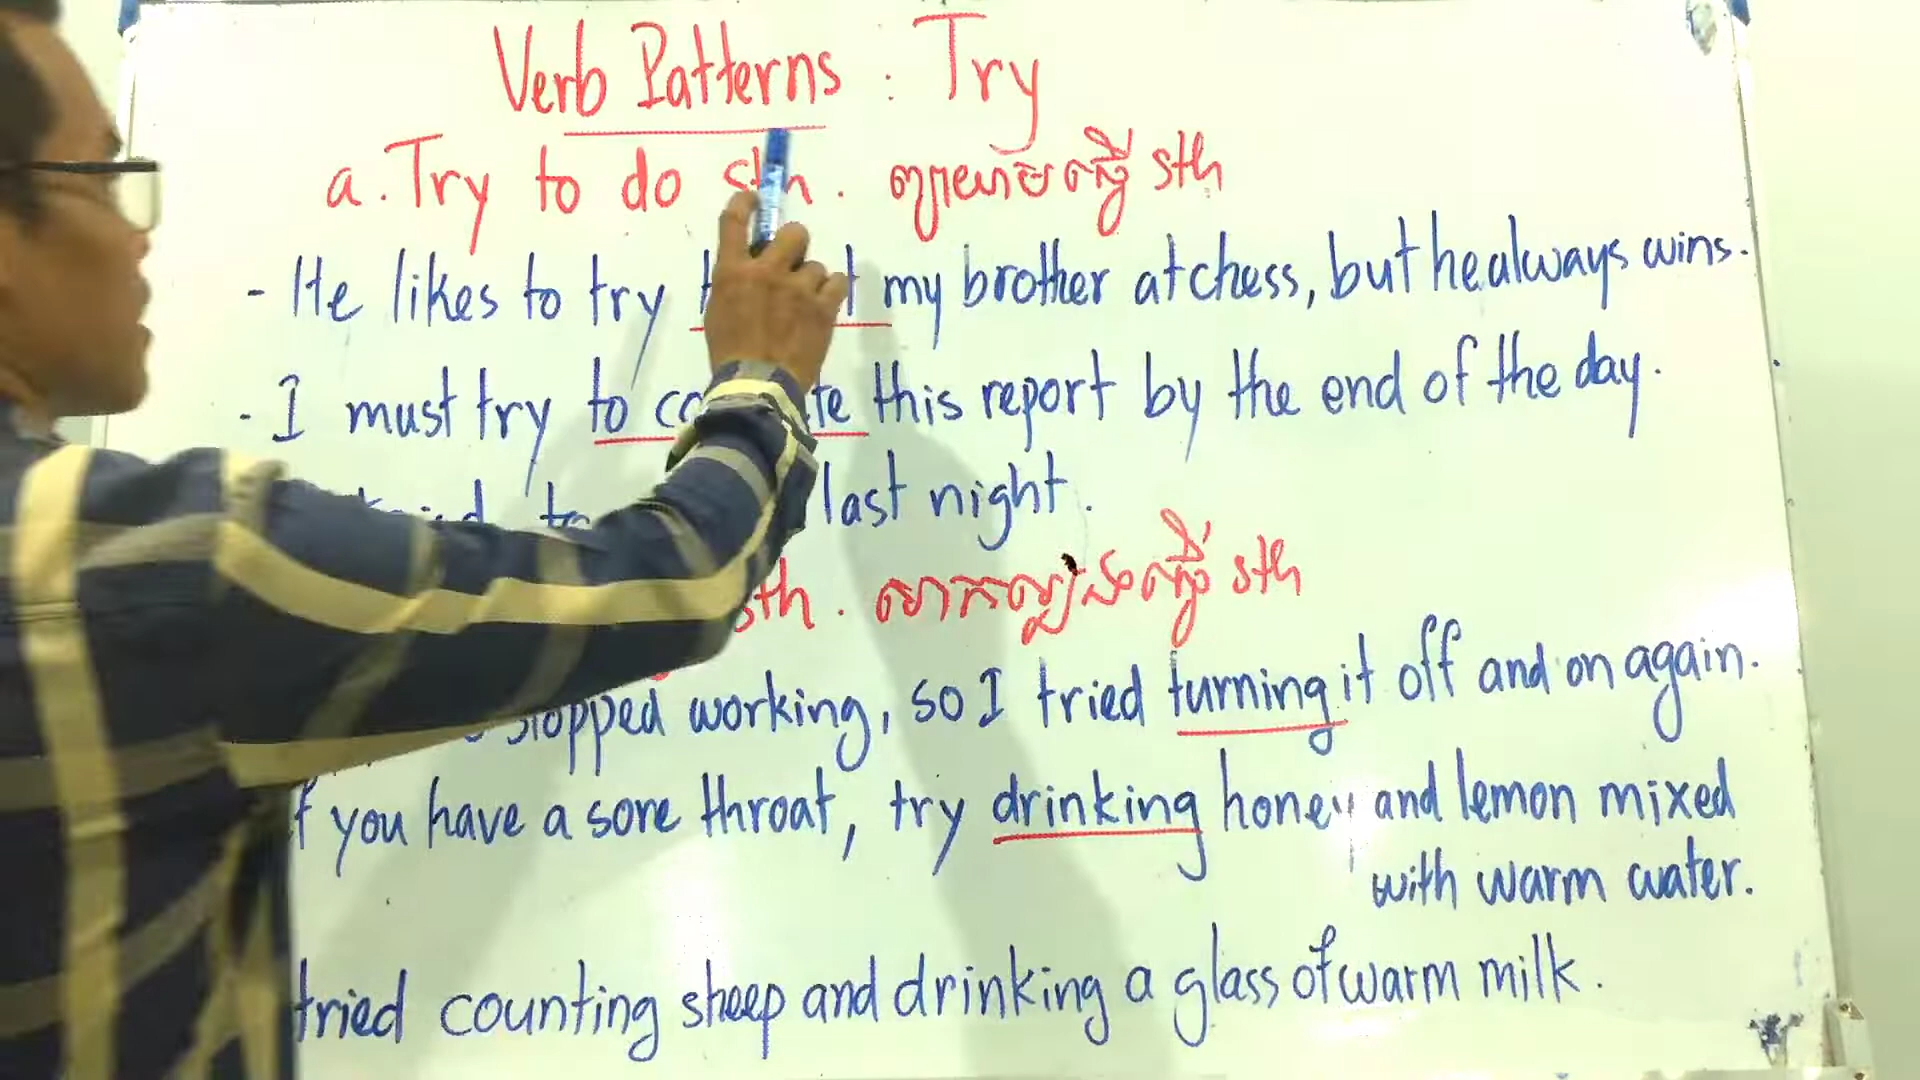 Verb Patterns : Try
a. Try to do sth. ព្យាយាមធ្វើ sth
- He likes to try my brother at chess, but he always wins.
- I must try to this report by the end of the day.
tried to last night.
sth. សាកល្បងធ្វើ sth
stopped working, so I tried turning it off and on again.
f you have a sore throat, try drinking honey and lemon mixed
with warm water.
tried counting sheep and drinking a glass of warm milk.